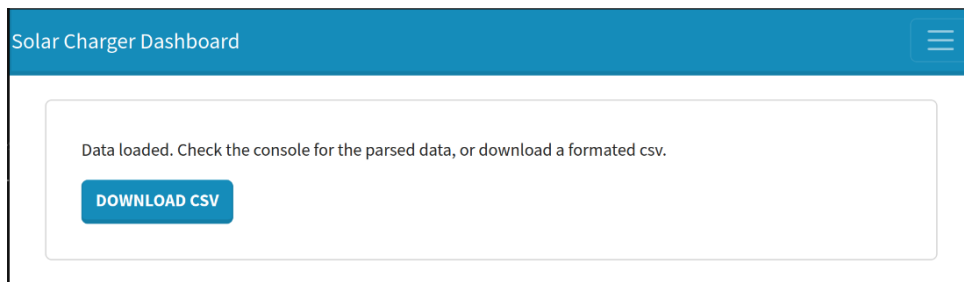 Solar Charger Dashboard
Data loaded. Check the console for the parsed data, or download a formated csv.
DOWNLOAD CSV